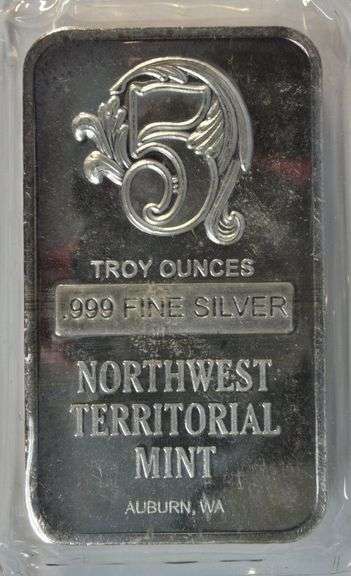 5
TROY OUNCES
.999 FINE SILVER
NORTHWEST
TERRITORIAL
MINT
AUBURN, WA